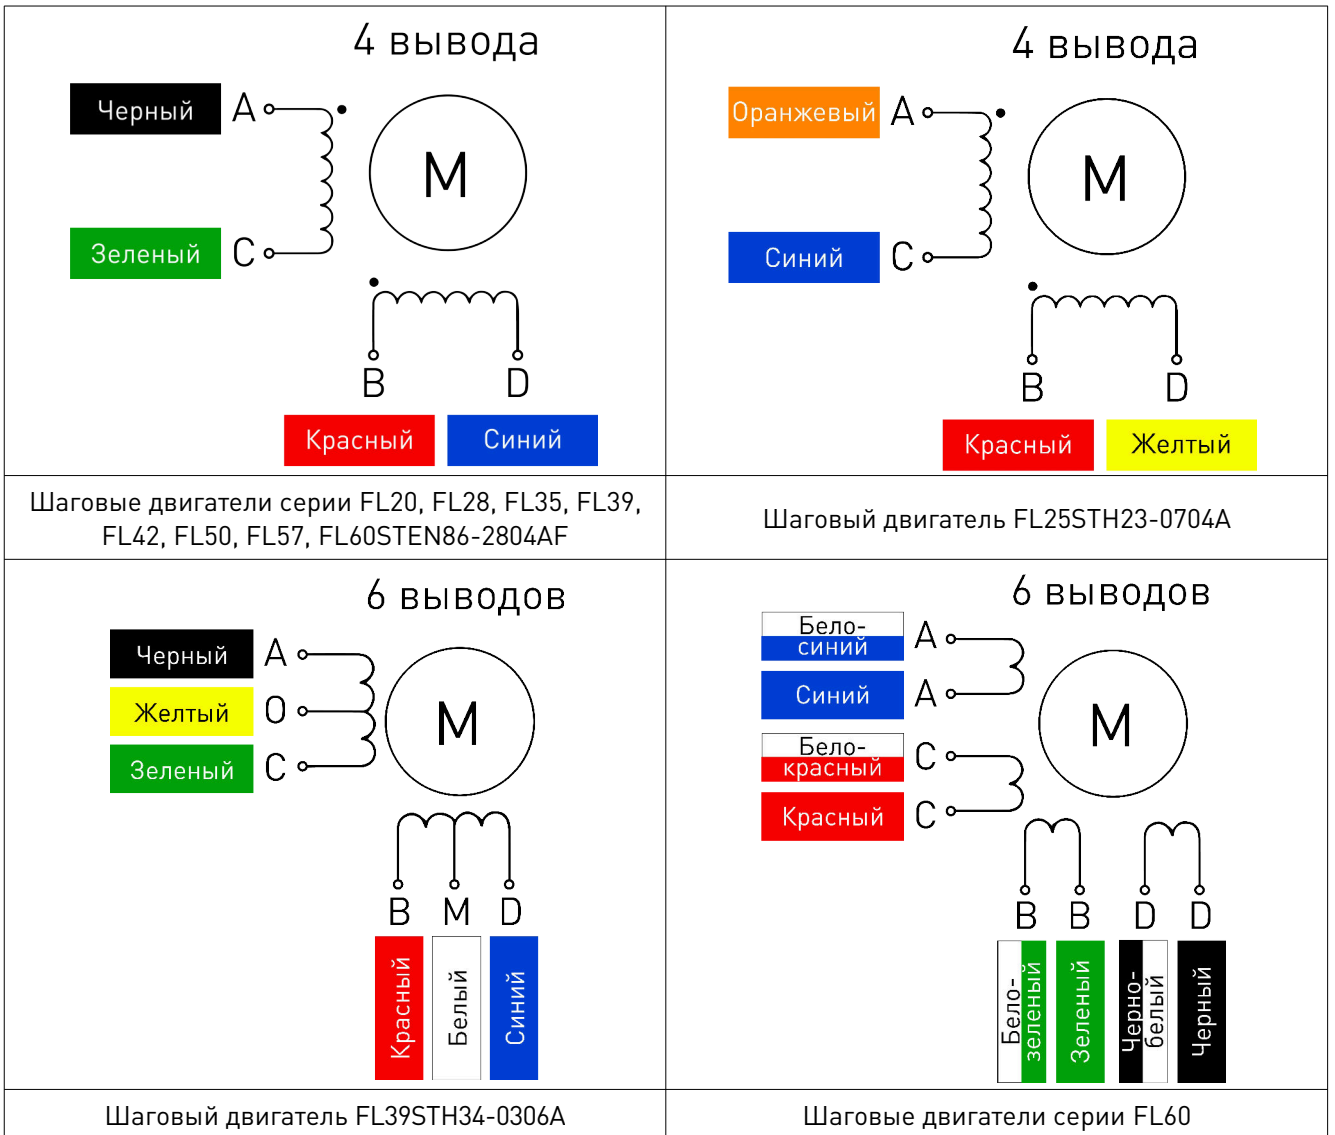 4 вывода
Черный A
M
Зеленый C
B D
Красный Синий
Шаговые двигатели серии FL20, FL28, FL35, FL39,
FL42, FL50, FL57, FL60STEN86-2804AF
4 вывода
Оранжевый A
M
Синий C
B D
Красный Желтый
Шаговый двигатель FL25STH23-0704A
6 выводов
Черный A
Желтый O
M
Зеленый C
B M D
Красный Белый Синий
Шаговый двигатель FL39STH34-0306A
6 выводов
Бело-
синий A
Синий A
M
Бело-
красный C
Красный C
B B D D
Бело-
зеленый
Зеленый
Черно-
белый
Черный
Шаговые двигатели серии FL60